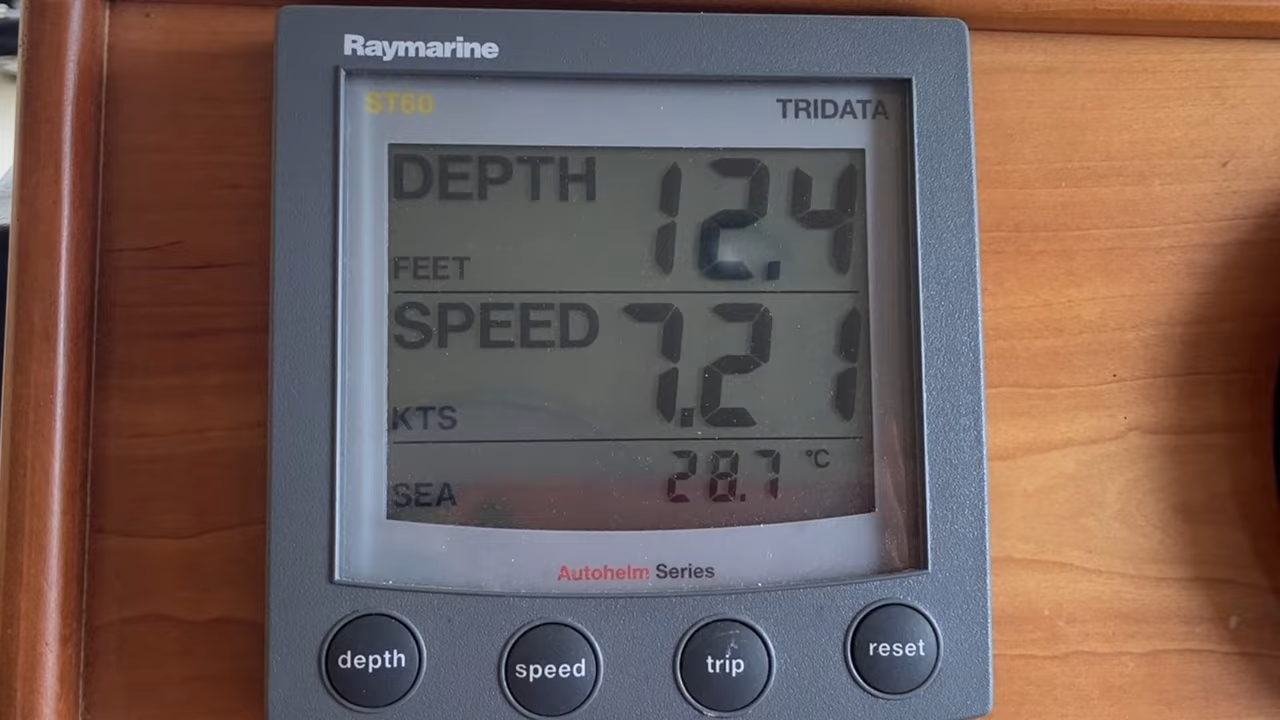 Raymarine
ST60 TRIDATA
DEPTH 12.4
FEET
SPEED 7.21
KTS
SEA 28.7 °C
Autohelm Series
depth speed trip reset